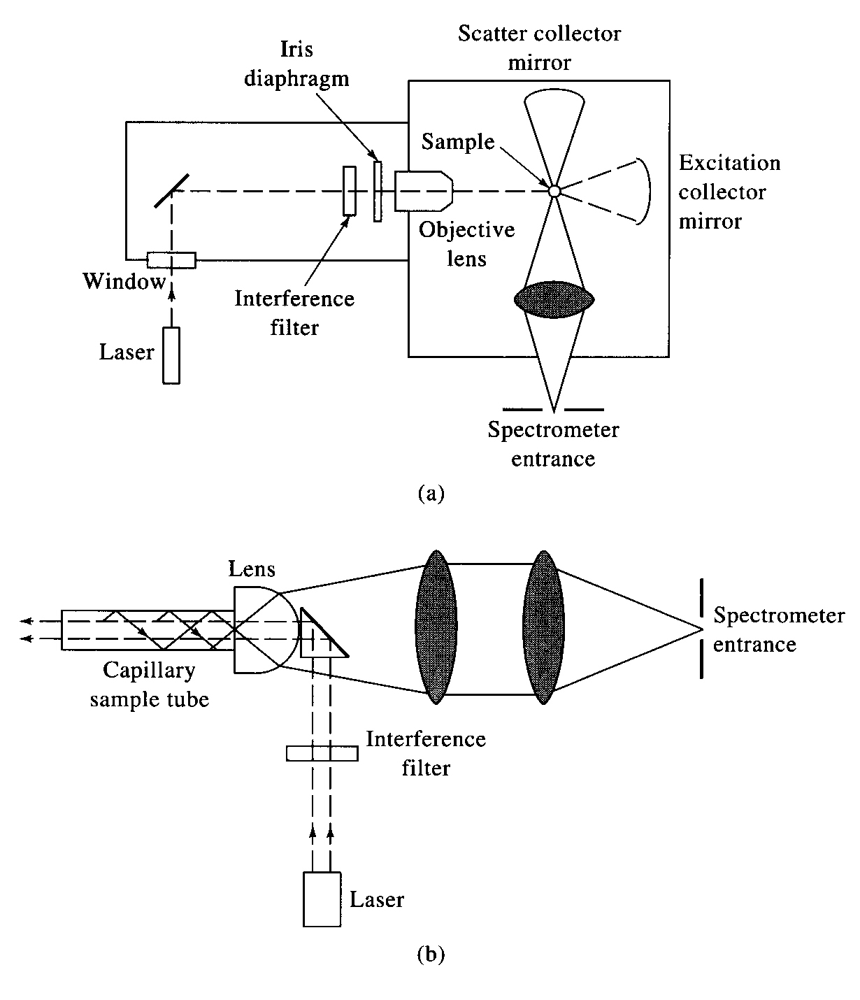 Scatter collector
mirror
Iris
diaphragm
Sample
Excitation
collector
mirror
Objective
lens
Window
Interference
filter
Laser
Spectrometer
entrance
(a)
Lens
Spectrometer
entrance
Capillary
sample tube
Interference
filter
Laser
(b)